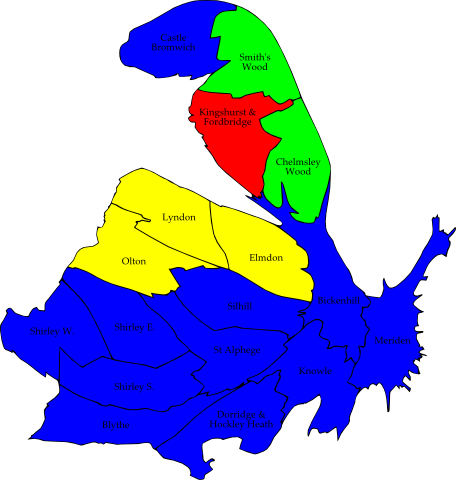 Castle
Bromwich
Smith's
Wood
Kingshurst &
Fordbridge
Chelmsley
Wood
Lyndon
Elmdon
Olton
Silhill
Bickenhill
Shirley W.
Shirley E.
Meriden
St Alphege
Knowle
Shirley S.
Blythe
Dorridge &
Hockley Heath